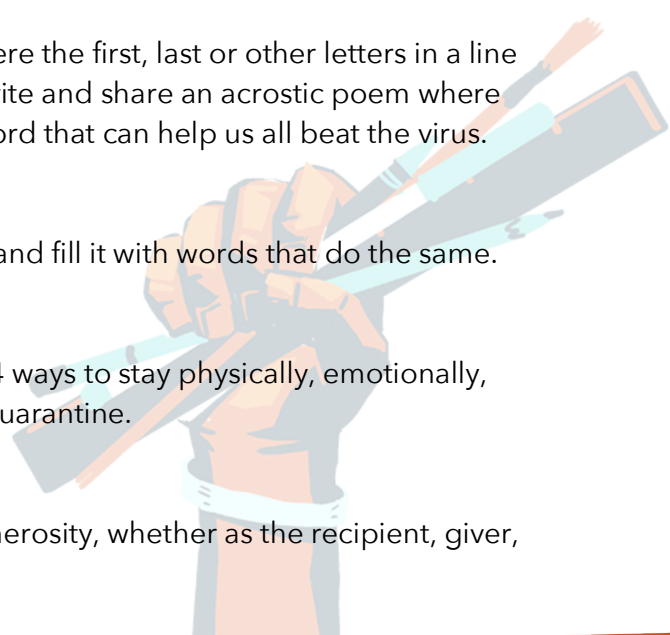 ere the first, last or other letters in a line
rite and share an acrostic poem where
ord that can help us all beat the virus.
and fill it with words that do the same.
4 ways to stay physically, emotionally,
uarantine.
nerosity, whether as the recipient, giver,